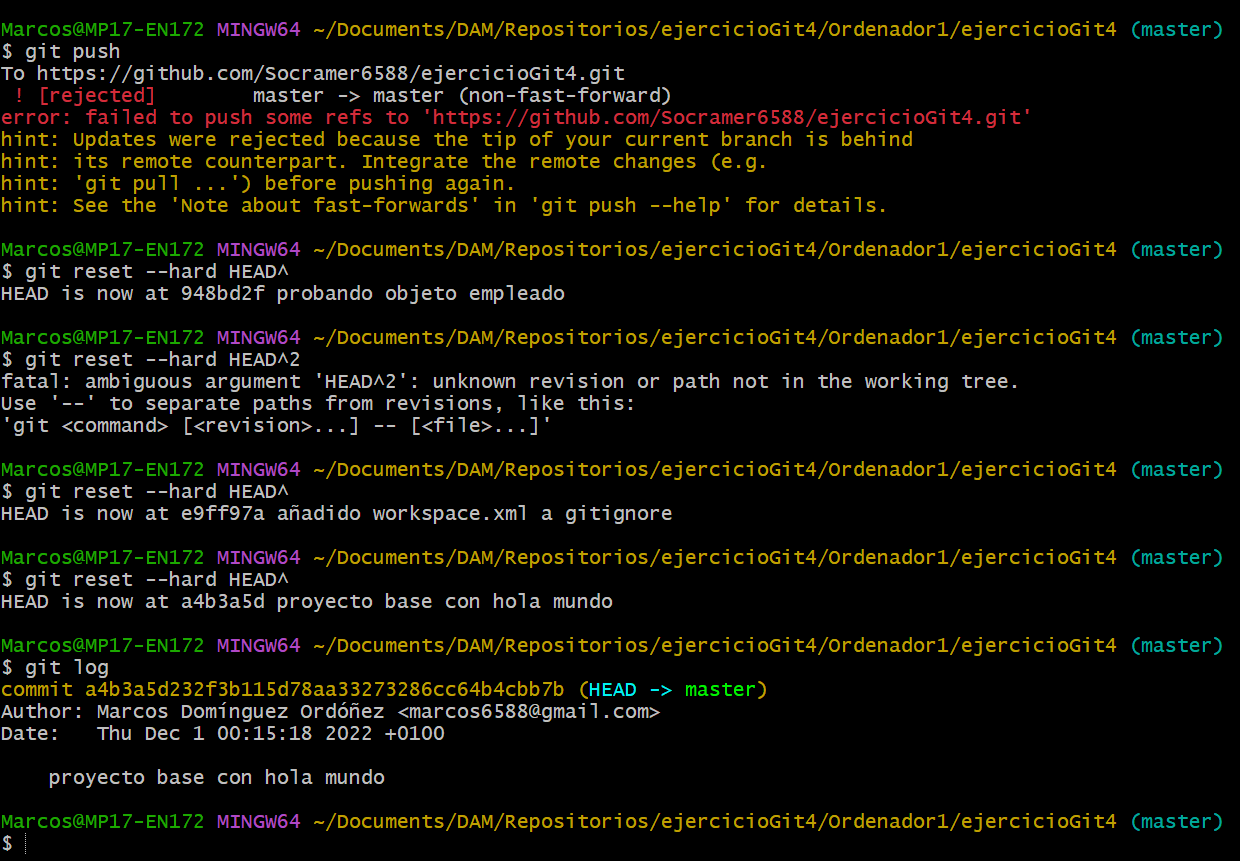 Marcos@MP17-EN172 MINGW64 ~/Documents/DAM/Repositorios/ejercicioGit4/Ordenador1/ejercicioGit4 (master)
$ git push
To https://github.com/Socramer6588/ejercicioGit4.git
 ! [rejected]        master -> master (non-fast-forward)
error: failed to push some refs to 'https://github.com/Socramer6588/ejercicioGit4.git'
hint: Updates were rejected because the tip of your current branch is behind
hint: its remote counterpart. Integrate the remote changes (e.g.
hint: 'git pull ...') before pushing again.
hint: See the 'Note about fast-forwards' in 'git push --help' for details.

Marcos@MP17-EN172 MINGW64 ~/Documents/DAM/Repositorios/ejercicioGit4/Ordenador1/ejercicioGit4 (master)
$ git reset --hard HEAD^
HEAD is now at 948bd2f probando objeto empleado

Marcos@MP17-EN172 MINGW64 ~/Documents/DAM/Repositorios/ejercicioGit4/Ordenador1/ejercicioGit4 (master)
$ git reset --hard HEAD^2
fatal: ambiguous argument 'HEAD^2': unknown revision or path not in the working tree.
Use '--' to separate paths from revisions, like this:
'git <command> [<revision>...] -- [<file>...]'

Marcos@MP17-EN172 MINGW64 ~/Documents/DAM/Repositorios/ejercicioGit4/Ordenador1/ejercicioGit4 (master)
$ git reset --hard HEAD^
HEAD is now at e9ff97a añadido workspace.xml a gitignore

Marcos@MP17-EN172 MINGW64 ~/Documents/DAM/Repositorios/ejercicioGit4/Ordenador1/ejercicioGit4 (master)
$ git reset --hard HEAD^
HEAD is now at a4b3a5d proyecto base con hola mundo

Marcos@MP17-EN172 MINGW64 ~/Documents/DAM/Repositorios/ejercicioGit4/Ordenador1/ejercicioGit4 (master)
$ git log
commit a4b3a5d232f3b115d78aa33273286cc64b4cbb7b (HEAD -> master)
Author: Marcos Domínguez Ordóñez <marcos6588@gmail.com>
Date:   Thu Dec 1 00:15:18 2022 +0100

    proyecto base con hola mundo

Marcos@MP17-EN172 MINGW64 ~/Documents/DAM/Repositorios/ejercicioGit4/Ordenador1/ejercicioGit4 (master)
$